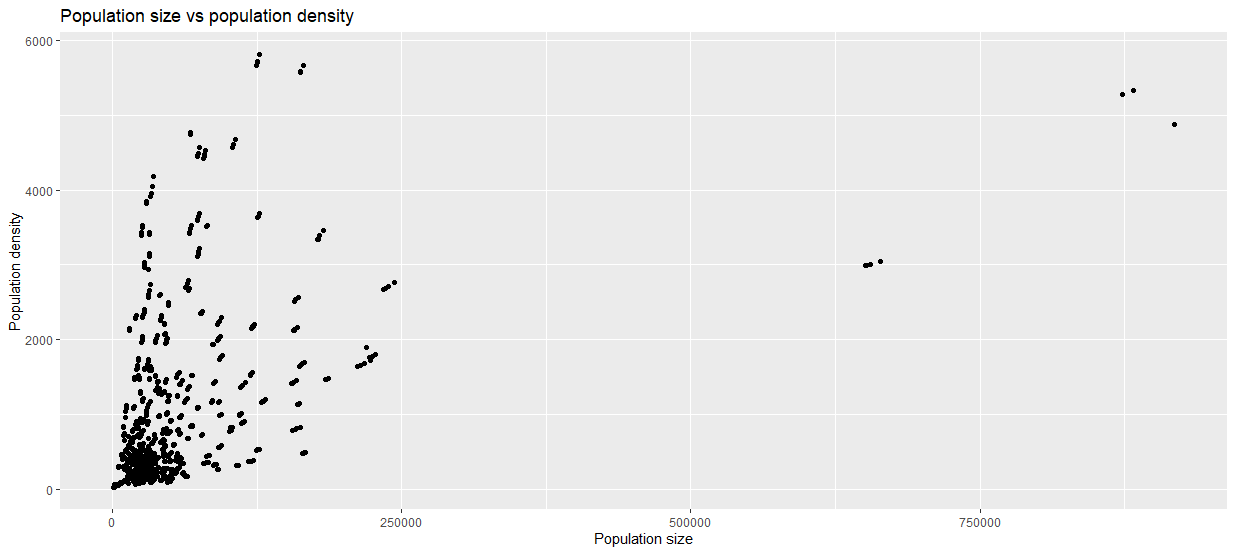 Population size vs population density
6000
4000
2000
0
Population density
0
250000
500000
750000
Population size